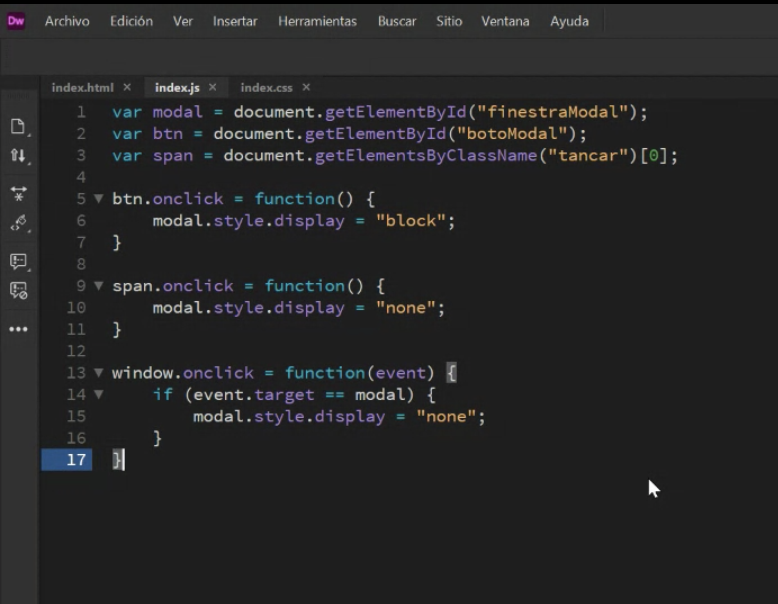 Dw Archivo Edición Ver Insertar Herramientas Buscar Sitio Ventana Ayuda
index.html × index.js × index.css ×
1 var modal = document.getElementById("finestraModal");
2 var btn = document.getElementById("botoModal");
3 var span = document.getElementsByClassName("tancar")[0];
4
5 btn.onclick = function() {
6 modal.style.display = "block";
7 }
8
9 span.onclick = function() {
10 modal.style.display = "none";
11 }
12
13 window.onclick = function(event) {
14 if (event.target == modal) {
15 modal.style.display = "none";
16 }
17 }